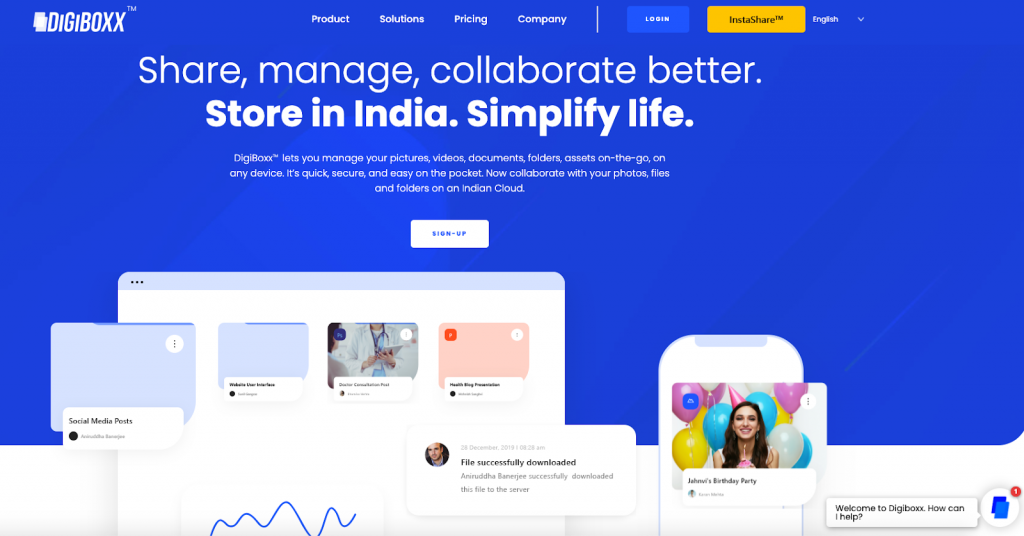 DIGIBOXX™
Product
Solutions
Pricing
Company
LOGIN
InstaShare™
English
Share, manage, collaborate better.
Store in India. Simplify life.
DigiBoxx™ lets you manage your pictures, videos, documents, folders, assets on-the-go, on
any device. It's quick, secure, and easy on the pocket. Now collaborate with your photos, files
and folders on an Indian Cloud.
SIGN-UP
Social Media Posts
Aniruddha Banerjee
Website User Interface
Doctor Consultation Post
Health Blog Presentation
28 December, 2019 I 08:28 am
File successfully downloaded
Aniruddha Banerjee successfully downloaded
this file to the server
Jahnvi's Birthday Party
Karan Mehta
1
Welcome to Digiboxx. How can
I help?